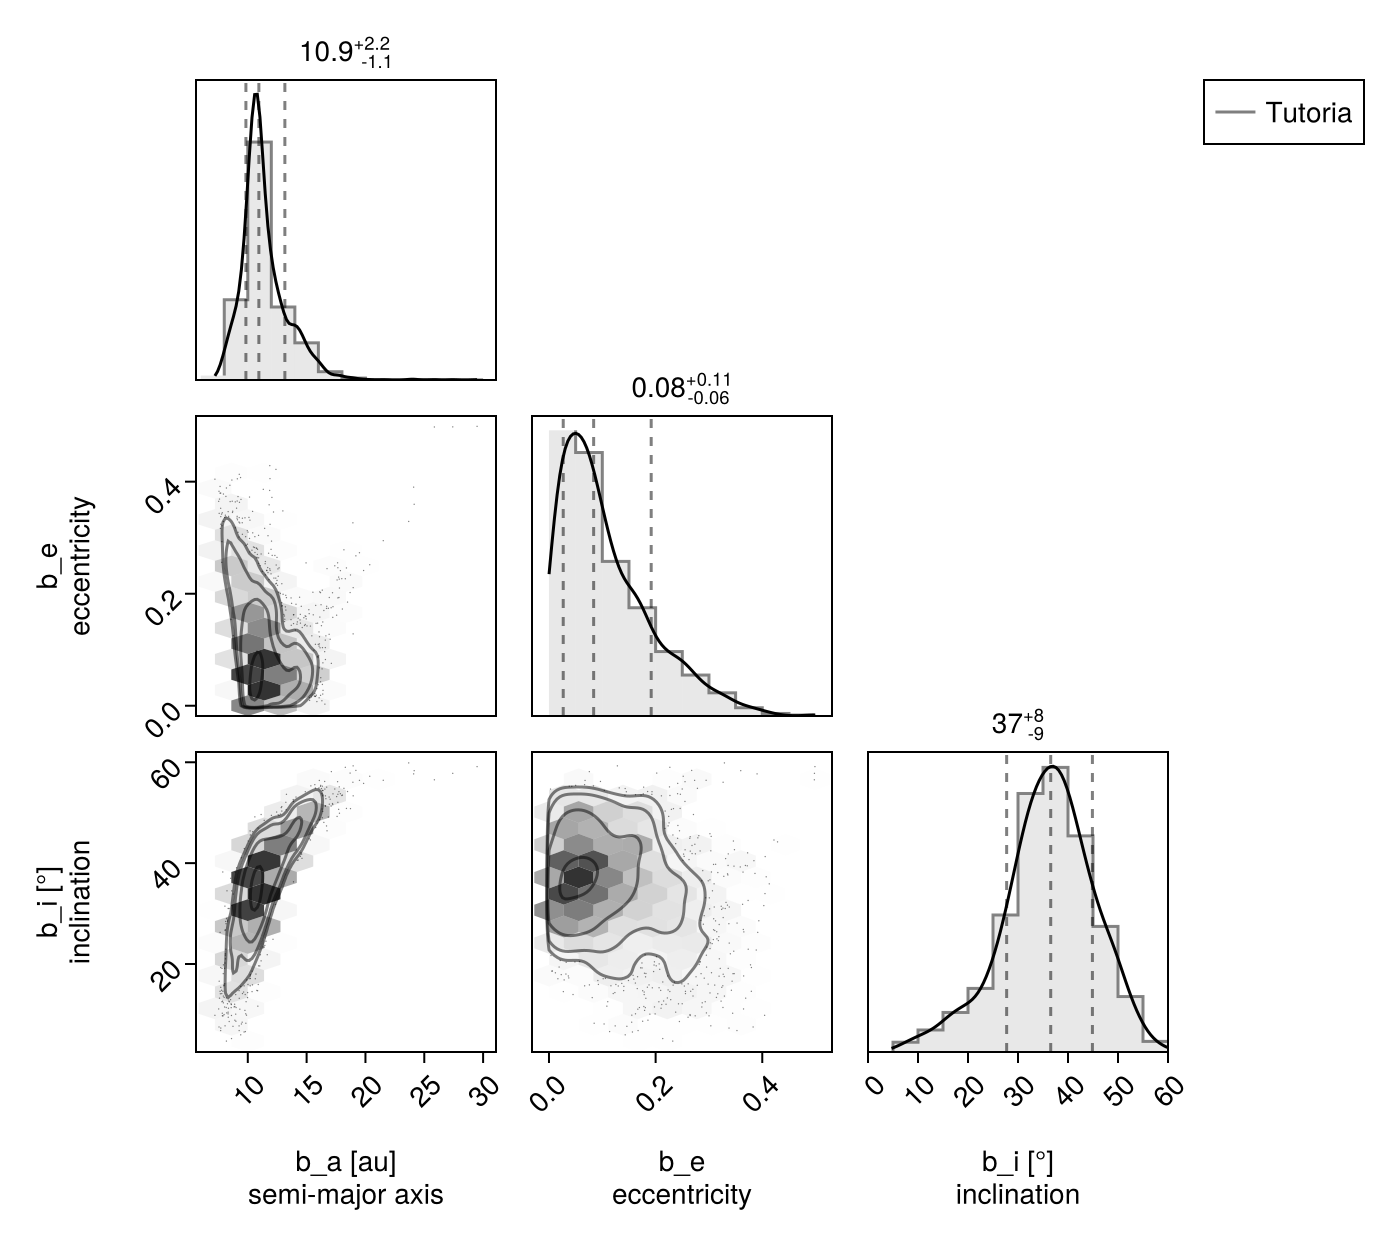 10.9+2.2-1.1
Tutoria
0.08+0.11-0.06
b_e
eccentricity
0.4
0.2
0.0
37+8-9
b_i [°]
inclination
60
40
20
10
15
20
25
30
0.0
0.2
0.4
0
10
20
30
40
50
60
b_a [au]
semi-major axis
b_e
eccentricity
b_i [°]
inclination